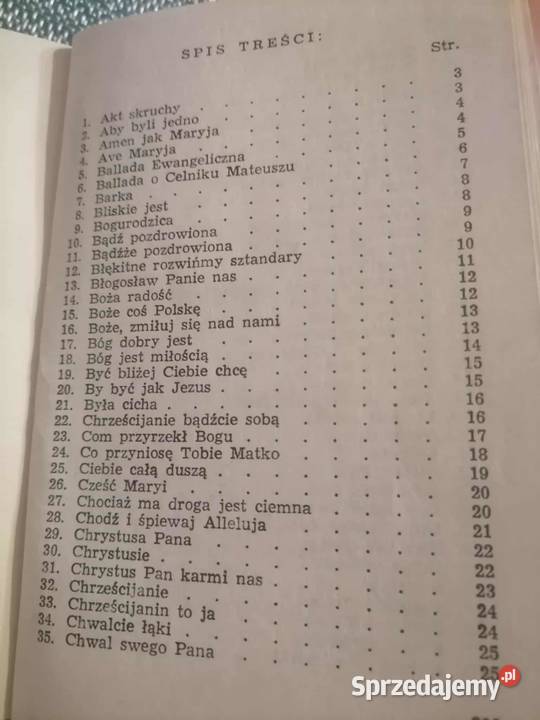 SPIS TREŚCI:
Str.
1. Akt skruchy . . . . . . . 3
2. Aby byli jedno . . . . . . 3
3. Amen jak Maryja . . . . . . 4
4. Ave Maryja . . . . . . . 4
5. Ballada Ewangeliczna . . . . . 5
6. Ballada o Celniku Mateuszu . . . . 6
7. Barka . . . . . . . . 7
8. Bliskie jest . . . . . . . 8
9. Bogurodzica . . . . . . . 8
10. Bądź pozdrowiona . . . . . . 9
11. Bądźże pozdrowiona . . . . . 9
12. Błękitne rozwińmy sztandary . . . . 10
13. Błogosław Panie nas . . . . . 11
14. Boża radość . . . . . . . 12
15. Boże coś Polskę . . . . . . 12
16. Boże, zmiłuj się nad nami . . . . 13
17. Bóg dobry jest . . . . . . 13
18. Bóg jest miłością . . . . . . 14
19. Być bliżej Ciebie chcę . . . . . 15
20. By być jak Jezus . . . . . . 15
21. Była cicha . . . . . . . 16
22. Chrześcijanie bądźcie sobą . . . . 16
23. Com przyrzekł Bogu . . . . . 17
24. Co przyniosę Tobie Matko . . . . 18
25. Ciebie całą duszą . . . . . . 19
26. Cześć Maryi . . . . . . . 20
27. Chociaż ma droga jest ciemna . . . 20
28. Chodź i śpiewaj Alleluja . . . . 21
29. Chrystusa Pana . . . . . . 22
30. Chrystusie . . . . . . . 22
31. Chrystus Pan karmi nas . . . . . 23
32. Chrześcijanie . . . . . . . 24
33. Chrześcijanin to ja . . . . . . 24
34. Chwalcie łąki . . . . . . . 25
35. Chwal swego Pana . . . . . . 25
Sprzedajemy.pl